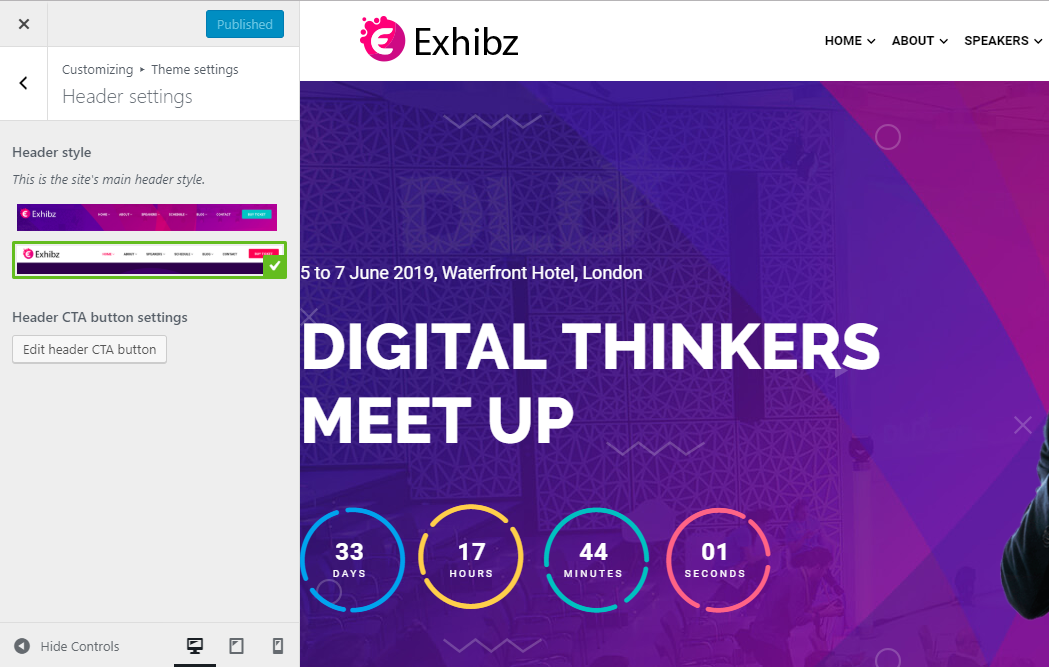 Published
Customizing ▸ Theme settings
Header settings
Header style
This is the site's main header style.
Exhibz HOME ABOUT SPEAKERS SCHEDULE BLOG CONTACT BUY TICKET
Exhibz HOME ABOUT SPEAKERS SCHEDULE BLOG CONTACT BUY TICKET
Header CTA button settings
Edit header CTA button
Hide Controls
Exhibz
HOME ABOUT SPEAKERS
5 to 7 June 2019, Waterfront Hotel, London
DIGITAL THINKERS
MEET UP
33 17 44 01
DAYS HOURS MINUTES SECONDS